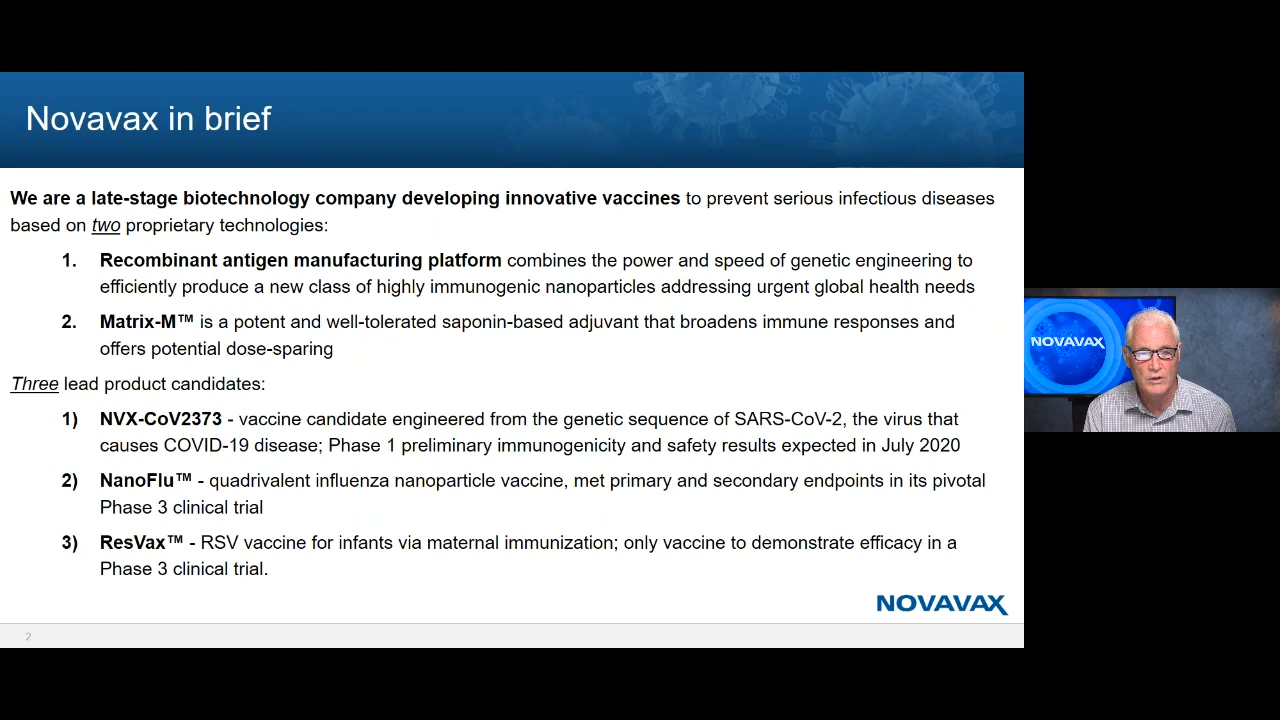 Novavax in brief
We are a late-stage biotechnology company developing innovative vaccines to prevent serious infectious diseases
based on two proprietary technologies:
1. Recombinant antigen manufacturing platform combines the power and speed of genetic engineering to
efficiently produce a new class of highly immunogenic nanoparticles addressing urgent global health needs
2. Matrix-M™ is a potent and well-tolerated saponin-based adjuvant that broadens immune responses and
offers potential dose-sparing
Three lead product candidates:
1) NVX-CoV2373 - vaccine candidate engineered from the genetic sequence of SARS-CoV-2, the virus that
causes COVID-19 disease; Phase 1 preliminary immunogenicity and safety results expected in July 2020
2) NanoFlu™ - quadrivalent influenza nanoparticle vaccine, met primary and secondary endpoints in its pivotal
Phase 3 clinical trial
3) ResVax™ - RSV vaccine for infants via maternal immunization; only vaccine to demonstrate efficacy in a
Phase 3 clinical trial.
NOVAVAX
2
NOVAVAX